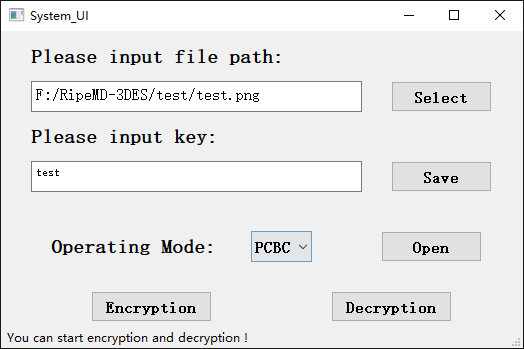 System_UI
Please input file path:
F:/RipeMD-3DES/test/test.png Select
Please input key:
test Save
Operating Mode: PCBC Open
Encryption Decryption
You can start encryption and decryption !